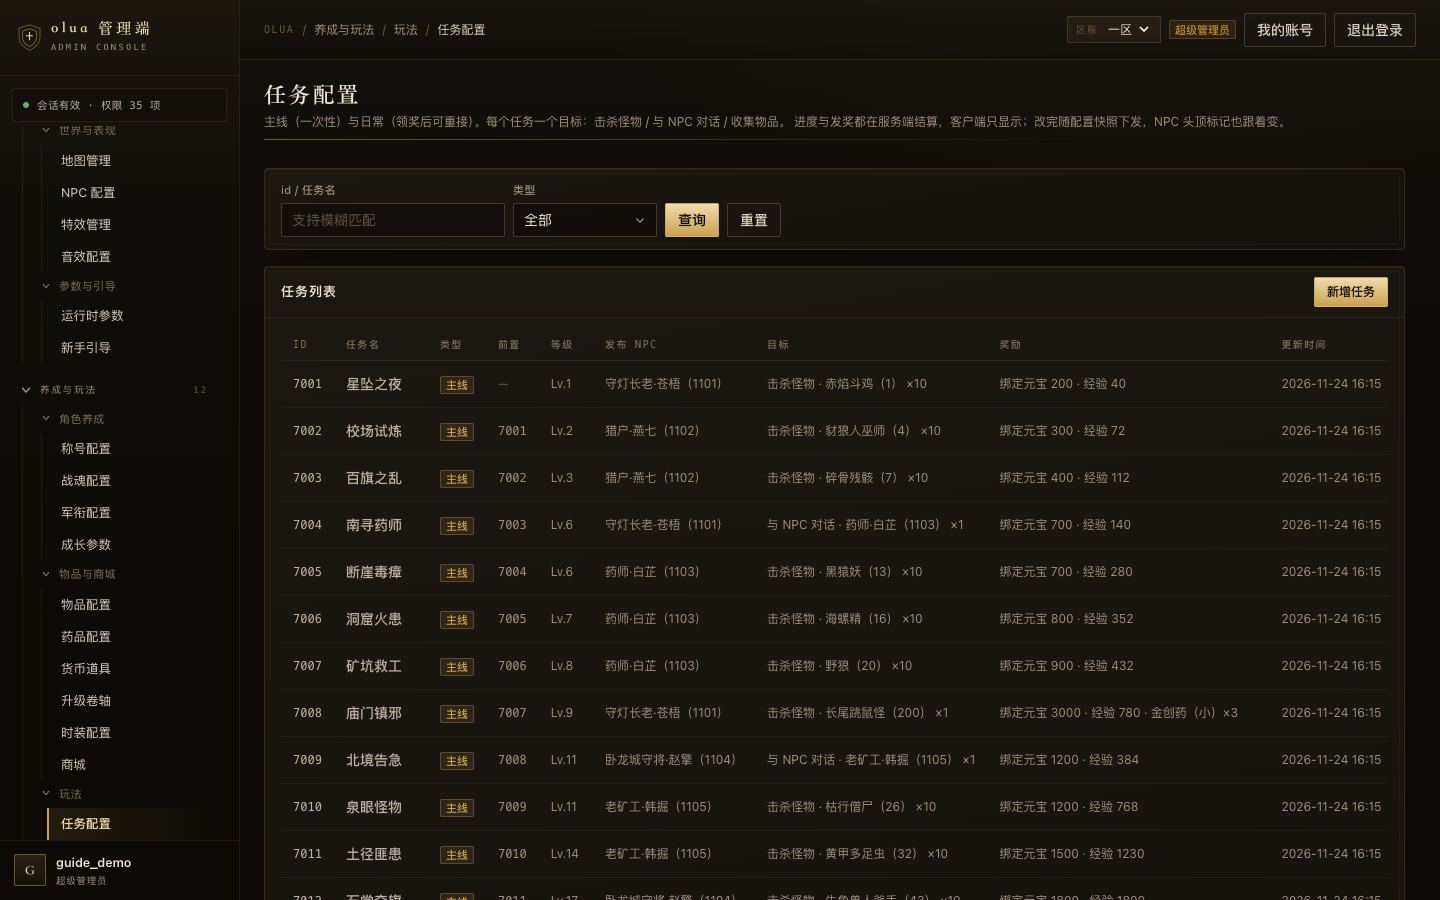 olua 管理端
ADMIN CONSOLE
会话有效 · 权限 35 项
世界与表现
地图管理
NPC 配置
特效管理
音效配置
参数与引导
运行时参数
新手引导
养成与玩法 12
角色养成
称号配置
战魂配置
军衔配置
成长参数
物品与商城
物品配置
药品配置
货币道具
升级卷轴
时装配置
商城
玩法
任务配置
G
guide_demo
超级管理员
OLUA / 养成与玩法 / 玩法 / 任务配置
区服 一区
超级管理员
我的账号
退出登录
任务配置
主线（一次性）与日常（领奖后可重接）。每个任务一个目标：击杀怪物 / 与 NPC 对话 / 收集物品。 进度与发奖都在服务端结算，客户端只显示；改完随配置快照下发，NPC 头顶标记也跟着变。
id / 任务名
类型
支持模糊匹配
全部
查询
重置
任务列表
新增任务
ID 任务名 类型 前置 等级 发布 NPC 目标 奖励 更新时间
7001 星坠之夜 主线 — Lv.1 守灯长老·苍梧（1101） 击杀怪物 · 赤焰斗鸡（1） ×10 绑定元宝 200 · 经验 40 2026-11-24 16:15
7002 校场试炼 主线 7001 Lv.2 猎户·燕七（1102） 击杀怪物 · 豺狼人巫师（4） ×10 绑定元宝 300 · 经验 72 2026-11-24 16:15
7003 百旗之乱 主线 7002 Lv.3 猎户·燕七（1102） 击杀怪物 · 碎骨残骸（7） ×10 绑定元宝 400 · 经验 112 2026-11-24 16:15
7004 南寻药师 主线 7003 Lv.6 守灯长老·苍梧（1101） 与 NPC 对话 · 药师·白芷（1103） ×1 绑定元宝 700 · 经验 140 2026-11-24 16:15
7005 断崖毒瘴 主线 7004 Lv.6 药师·白芷（1103） 击杀怪物 · 黑猿妖（13） ×10 绑定元宝 700 · 经验 280 2026-11-24 16:15
7006 洞窟火患 主线 7005 Lv.7 药师·白芷（1103） 击杀怪物 · 海螺精（16） ×10 绑定元宝 800 · 经验 352 2026-11-24 16:15
7007 矿坑救工 主线 7006 Lv.8 药师·白芷（1103） 击杀怪物 · 野狼（20） ×10 绑定元宝 900 · 经验 432 2026-11-24 16:15
7008 庙门镇邪 主线 7007 Lv.9 守灯长老·苍梧（1101） 击杀怪物 · 长尾跳鼠怪（200） ×1 绑定元宝 3000 · 经验 780 · 金创药（小）×3 2026-11-24 16:15
7009 北境告急 主线 7008 Lv.11 卧龙城守将·赵擎（1104） 与 NPC 对话 · 老矿工·韩掘（1105） ×1 绑定元宝 1200 · 经验 384 2026-11-24 16:15
7010 泉眼怪物 主线 7009 Lv.11 老矿工·韩掘（1105） 击杀怪物 · 枯行僧尸（26） ×10 绑定元宝 1200 · 经验 768 2026-11-24 16:15
7011 土径匪患 主线 7010 Lv.14 老矿工·韩掘（1105） 击杀怪物 · 黄甲多足虫（32） ×10 绑定元宝 1500 · 经验 1230 2026-11-24 16:15